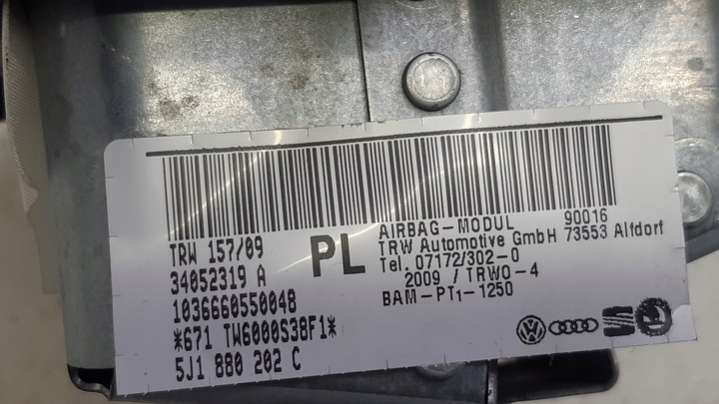 TRW 157/09
34052319 A
1036660550048
*671 TW6000S38F1*
5J1 880 202 C
PL
AIRBAG-MODUL 90016
TRW Automotive GmbH 73553 Alfdorf
Tel. 07172/302-0
2009 / TRWO-4
BAM-PT1-1250